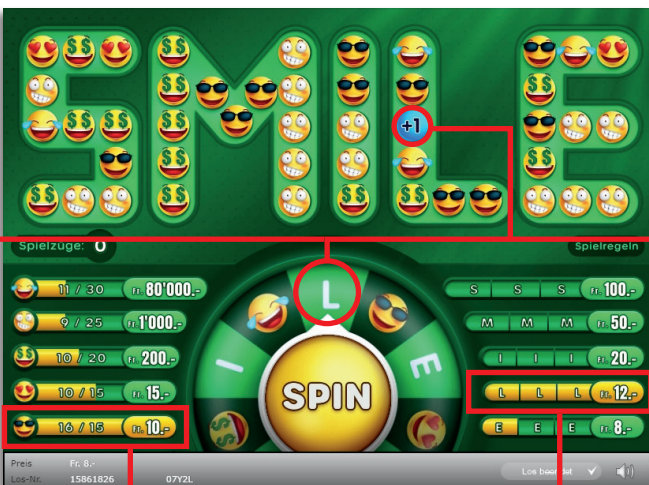 +1
Spielzüge: 0
Spielregeln
11 / 30 Fr. 80'000.-
9 / 25 Fr. 1'000.-
10 / 20 Fr. 200.-
10 / 15 Fr. 15.-
16 / 15 Fr. 10.-
I
L
E
SPIN
S S S Fr. 100.-
M M M Fr. 50.-
I I I Fr. 20.-
L L L Fr. 12.-
E E E Fr. 8.-
Preis Fr. 8.-
Los-Nr. 15861826 07Y2L
Los beendet